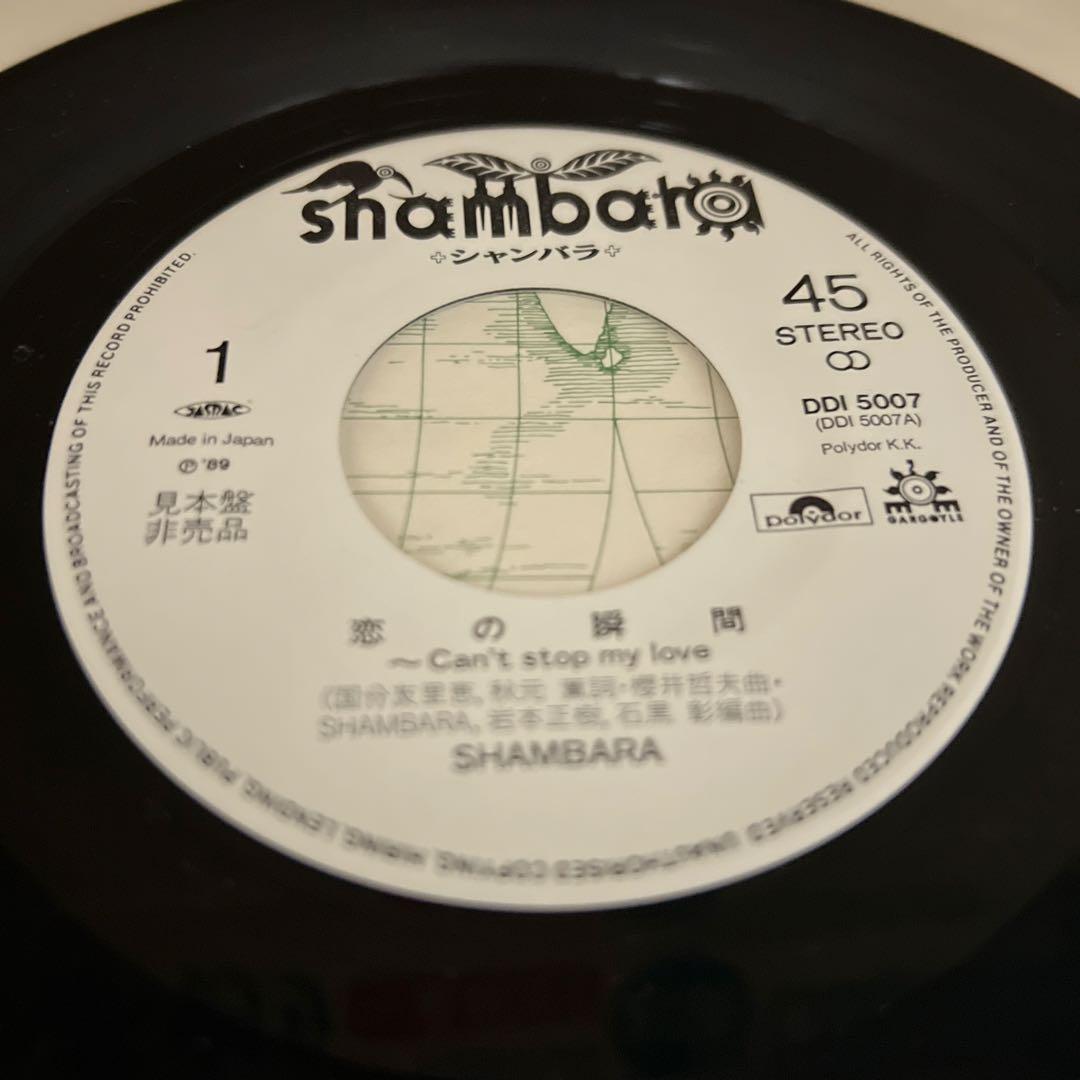 shambara
+シャンバラ+
1
JASRAC
Made in Japan
Ⓟ '89
見本盤
非売品
45
STEREO
DDI 5007
(DDI 5007A)
Polydor K.K.
polydor
GARGOYLE
恋の瞬間
~Can't stop my love
(国分友里恵, 秋元 薫詞・櫻井哲夫曲・
SHAMBARA, 岩本正樹, 石黒 彰編曲)
SHAMBARA
ALL RIGHTS OF THE PRODUCER AND OF THE OWNER OF THE WORK REPRODUCED RESERVED UNAUTHORISED COPYING HIRING LENDING PUBLIC PERFORMANCE AND BROADCASTING OF THIS RECORD PROHIBITED.